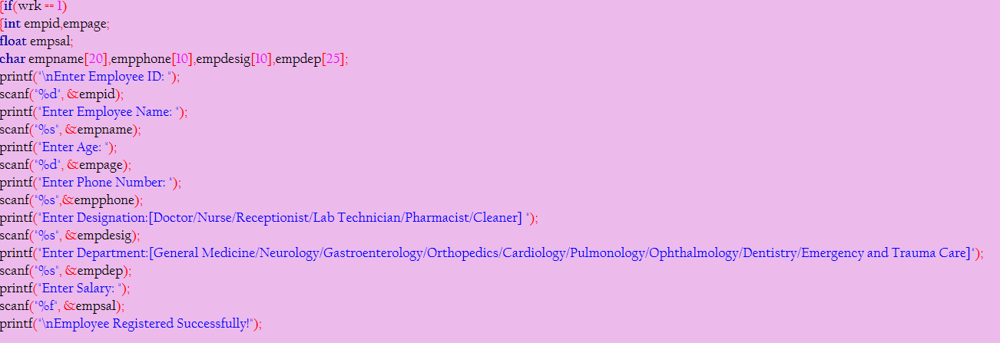 {if(wrk == 1)
{int empid,empage;
float empsal;
char empname[20],empphone[10],empdesig[10],empdep[25];
printf("\nEnter Employee ID: ");
scanf("%d", &empid);
printf("Enter Employee Name: ");
scanf("%s", &empname);
printf("Enter Age: ");
scanf("%d", &empage);
printf("Enter Phone Number: ");
scanf("%s",&empphone);
printf("Enter Designation:[Doctor/Nurse/Receptionist/Lab Technician/Pharmacist/Cleaner] ");
scanf("%s", &empdesig);
printf("Enter Department:[General Medicine/Neurology/Gastroenterology/Orthopedics/Cardiology/Pulmonology/Ophthalmology/Dentistry/Emergency and Trauma Care]");
scanf("%s", &empdep);
printf("Enter Salary: ");
scanf("%f", &empsal);
printf("\nEmployee Registered Successfully!");